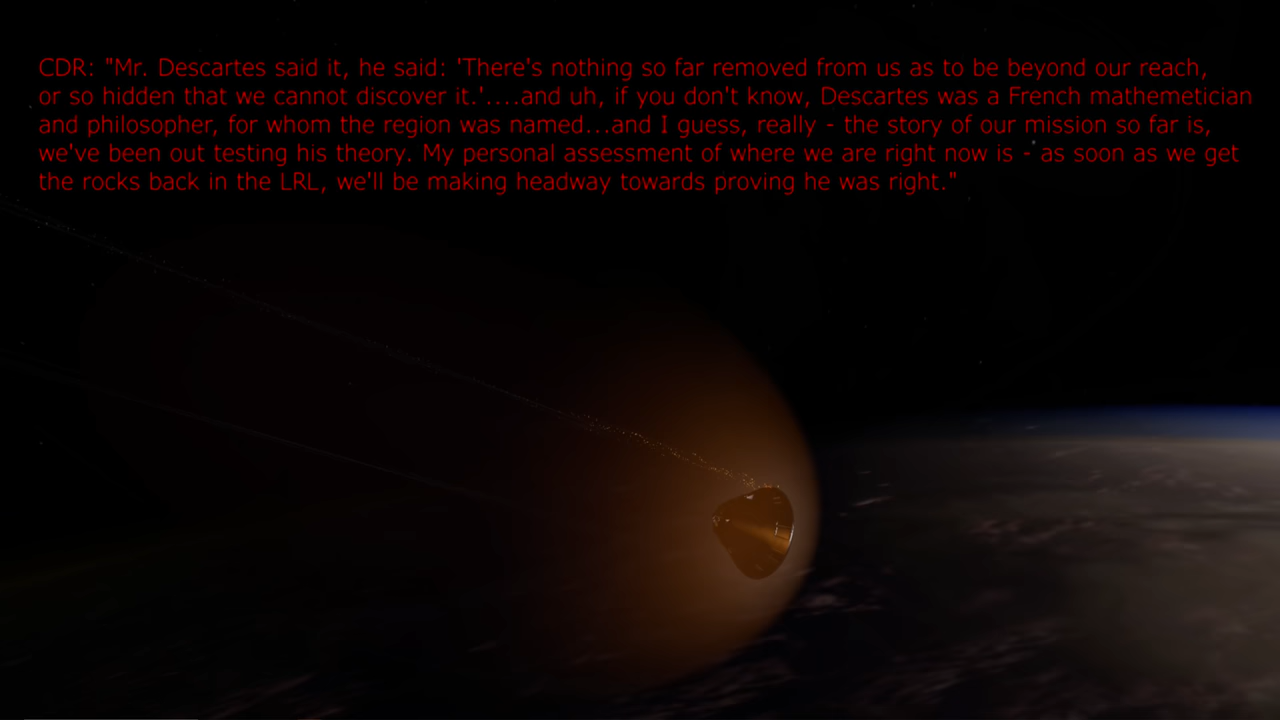 CDR: "Mr. Descartes said it, he said: 'There's nothing so far removed from us as to be beyond our reach,
or so hidden that we cannot discover it.'....and uh, if you don't know, Descartes was a French mathemetician
and philosopher, for whom the region was named...and I guess, really - the story of our mission so far is,
we've been out testing his theory. My personal assessment of where we are right now is - as soon as we get
the rocks back in the LRL, we'll be making headway towards proving he was right."